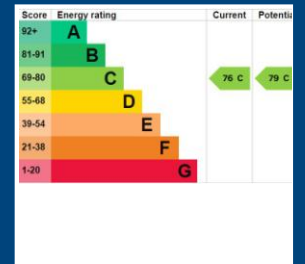 Score Energy rating Current Potentia
92+ A
81-91 B
69-80 C 76 C 79 C
55-68 D
39-54 E
21-38 F
1-20 G